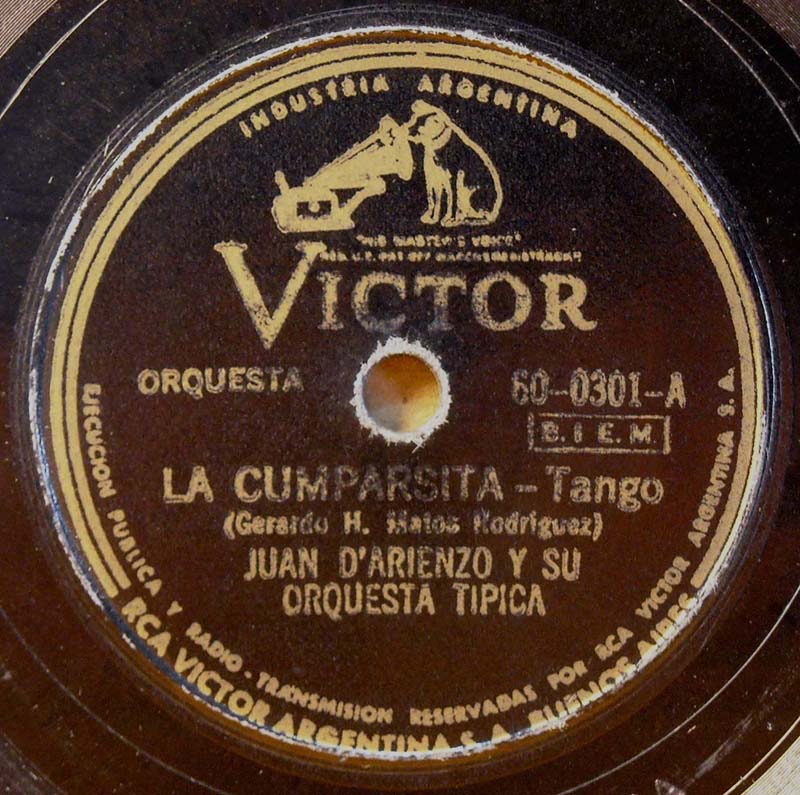 INDUSTRIA ARGENTINA
"HIS MASTER'S VOICE"
VICTOR
ORQUESTA
60-0301-A
B.I.E.M.
LA CUMPARSITA - Tango
(Gerardo H. Matos Rodriguez)
JUAN D'ARIENZO Y SU
ORQUESTA TIPICA
EJECUCION PUBLICA Y RADIO-TRANSMISION RESERVADAS POR RCA VICTOR ARGENTINA S.A.
RCA VICTOR ARGENTINA S.A. BUENOS AIRES